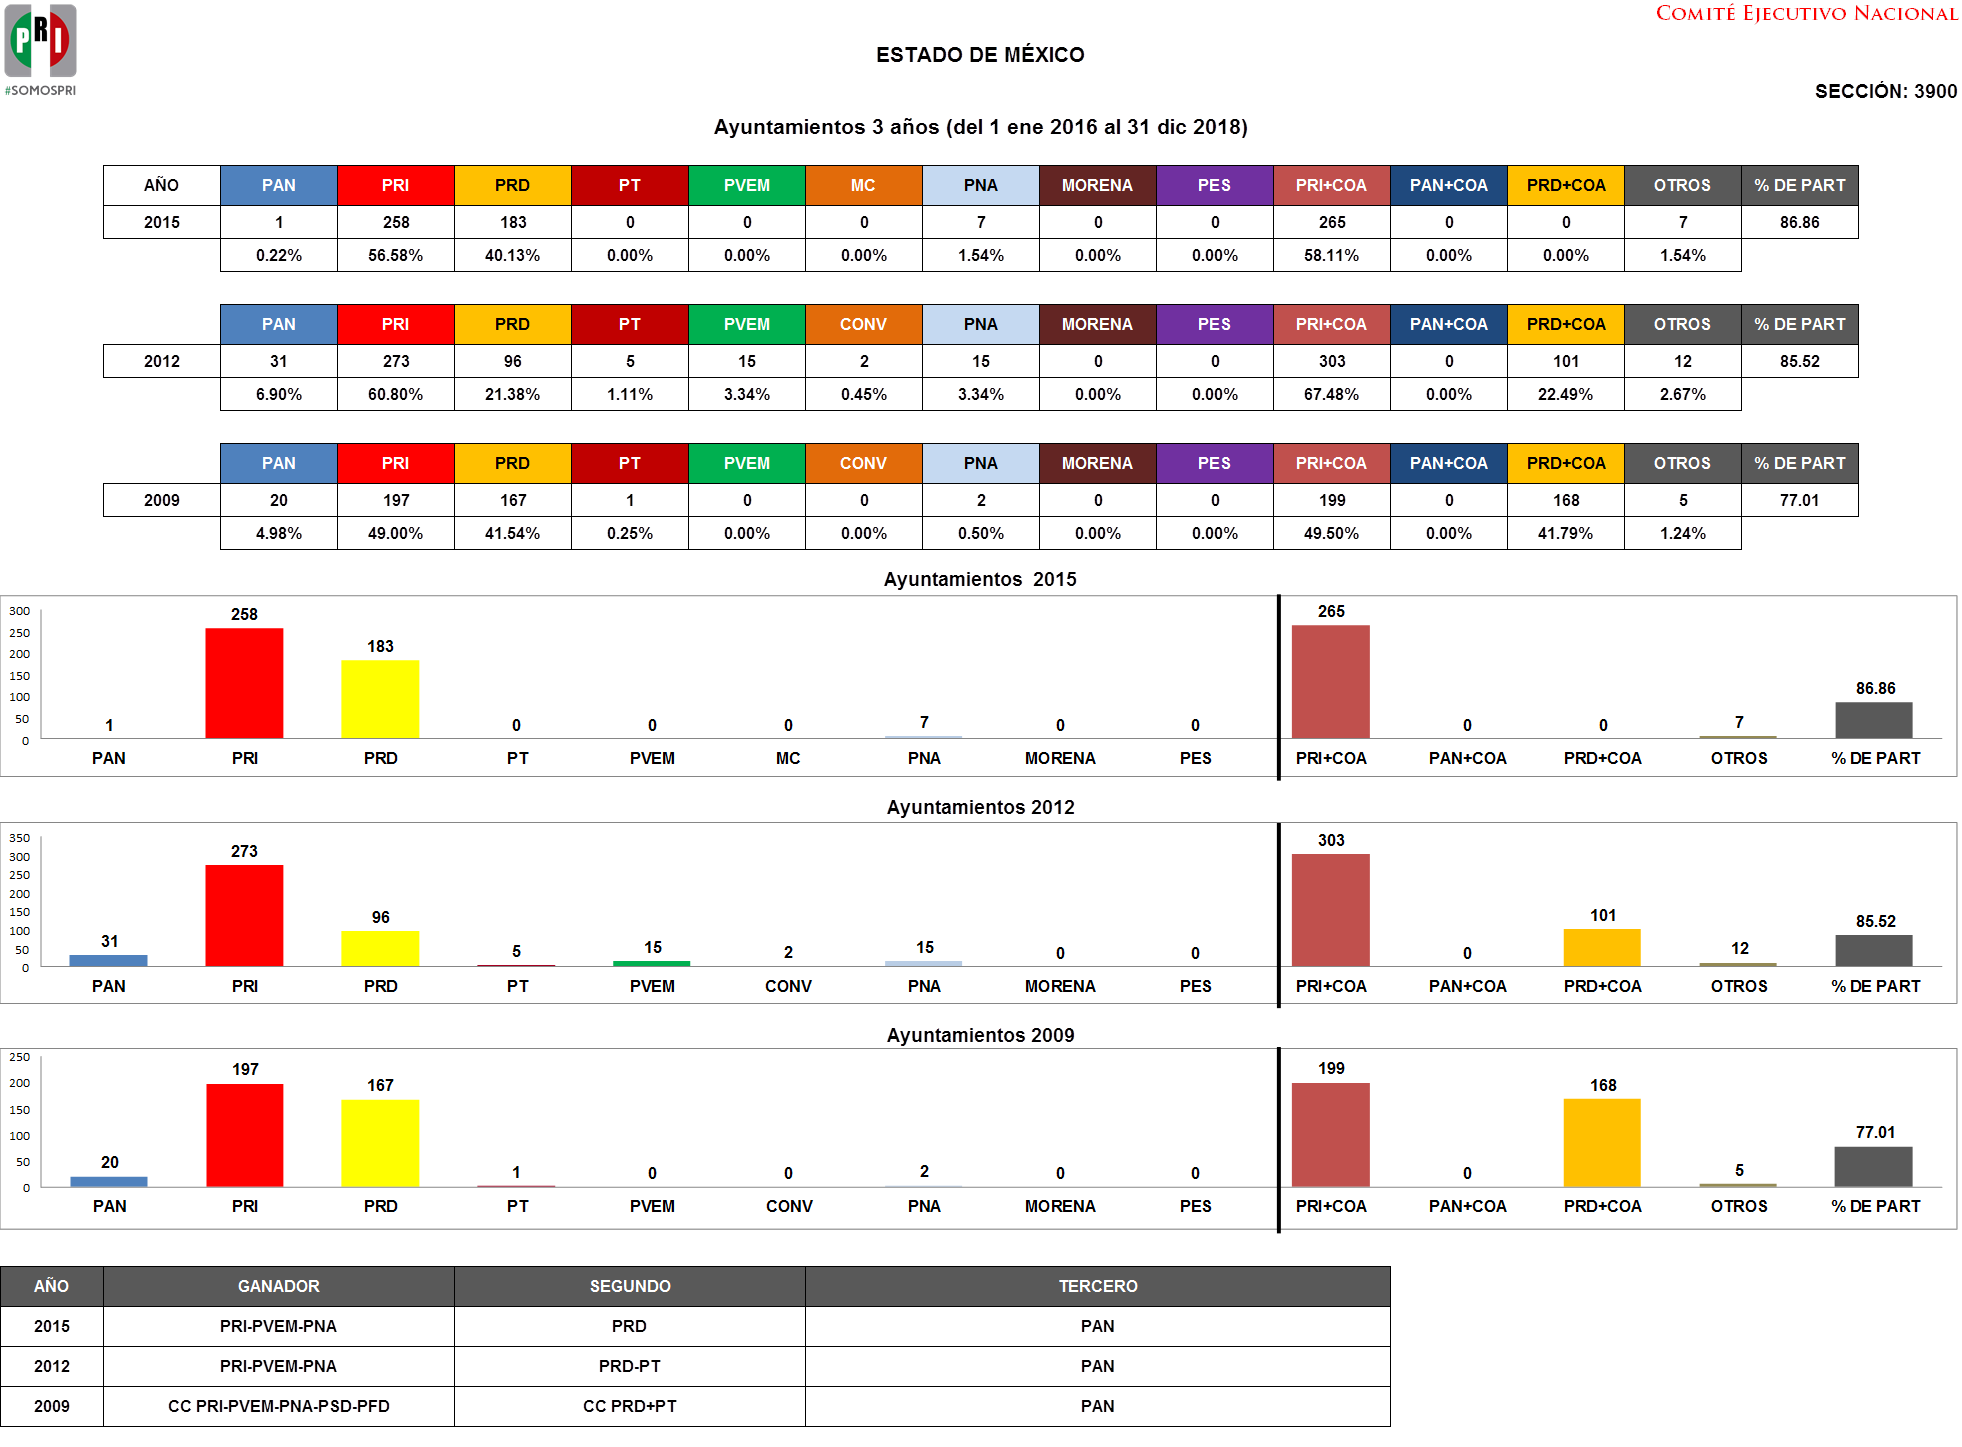 PRI
#SOMOSPRI
COMITÉ EJECUTIVO NACIONAL
ESTADO DE MÉXICO
SECCIÓN: 3900
Ayuntamientos 3 años (del 1 ene 2016 al 31 dic 2018)
AÑO PAN PRI PRD PT PVEM MC PNA MORENA PES PRI+COA PAN+COA PRD+COA OTROS % DE PART
2015 1 258 183 0 0 0 7 0 0 265 0 0 7 86.86
0.22% 56.58% 40.13% 0.00% 0.00% 0.00% 1.54% 0.00% 0.00% 58.11% 0.00% 0.00% 1.54%
PAN PRI PRD PT PVEM CONV PNA MORENA PES PRI+COA PAN+COA PRD+COA OTROS % DE PART
2012 31 273 96 5 15 2 15 0 0 303 0 101 12 85.52
6.90% 60.80% 21.38% 1.11% 3.34% 0.45% 3.34% 0.00% 0.00% 67.48% 0.00% 22.49% 2.67%
PAN PRI PRD PT PVEM CONV PNA MORENA PES PRI+COA PAN+COA PRD+COA OTROS % DE PART
2009 20 197 167 1 0 0 2 0 0 199 0 168 5 77.01
4.98% 49.00% 41.54% 0.25% 0.00% 0.00% 0.50% 0.00% 0.00% 49.50% 0.00% 41.79% 1.24%
Ayuntamientos 2015
300
250
200
150
100
50
0
1 258 183 0 0 0 7 0 0 265 0 0 7 86.86
PAN PRI PRD PT PVEM MC PNA MORENA PES PRI+COA PAN+COA PRD+COA OTROS % DE PART
Ayuntamientos 2012
350
300
250
200
150
100
50
0
31 273 96 5 15 2 15 0 0 303 0 101 12 85.52
PAN PRI PRD PT PVEM CONV PNA MORENA PES PRI+COA PAN+COA PRD+COA OTROS % DE PART
Ayuntamientos 2009
250
200
150
100
50
0
20 197 167 1 0 0 2 0 0 199 0 168 5 77.01
PAN PRI PRD PT PVEM CONV PNA MORENA PES PRI+COA PAN+COA PRD+COA OTROS % DE PART
AÑO GANADOR SEGUNDO TERCERO
2015 PRI-PVEM-PNA PRD PAN
2012 PRI-PVEM-PNA PRD-PT PAN
2009 CC PRI-PVEM-PNA-PSD-PFD CC PRD+PT PAN